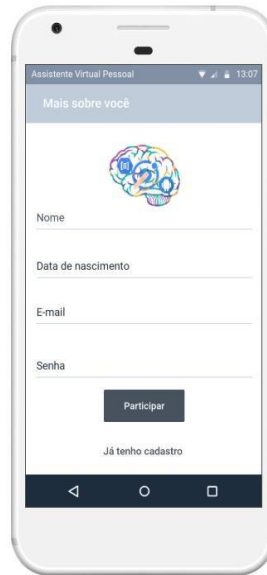 Assistente Virtual Pessoal 13:07
Mais sobre você
Nome
Data de nascimento
E-mail
Senha
Participar
Já tenho cadastro